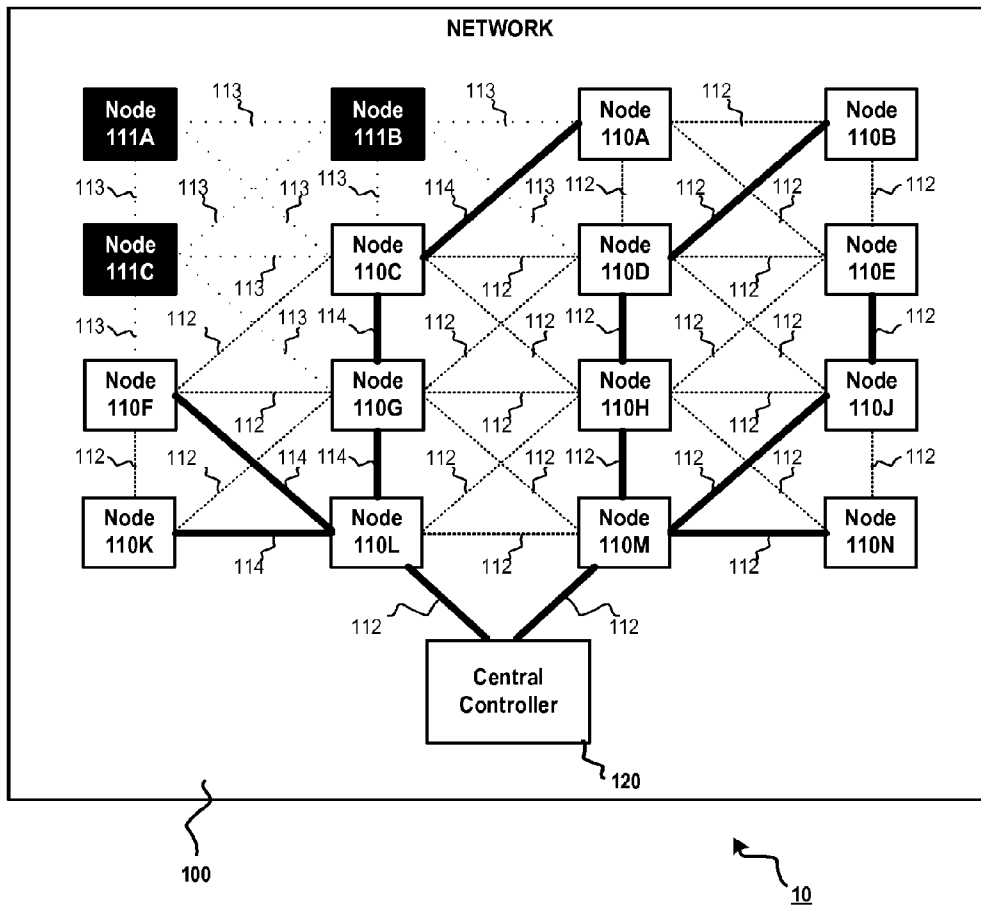 NETWORK
113 113 112
Node 111A
Node 111B
Node 110A
Node 110B
113 113 113 113 114 113 112 112 112 112
Node 111C
Node 110C
Node 110D
Node 110E
113 112
113 112 113 114 112 112 112 112 112 112
Node 110F
Node 110G
Node 110H
Node 110J
112 112
112 112 114 114 112 112 112 112 112 112
Node 110K
Node 110L
Node 110M
Node 110N
114 112 112
112 112
Central
Controller
120
100
10